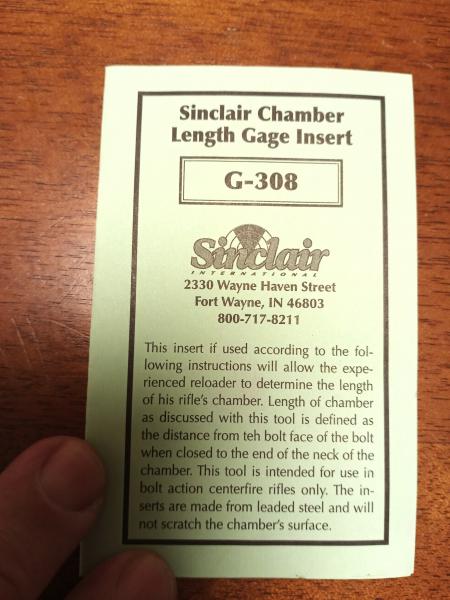 Sinclair Chamber
Length Gage Insert
G-308
Sinclair
INTERNATIONAL
2330 Wayne Haven Street
Fort Wayne, IN 46803
800-717-8211
This insert if used according to the fol-
lowing instructions will allow the expe-
rienced reloader to determine the length
of his rifle's chamber. Length of chamber
as discussed with this tool is defined as
the distance from teh bolt face of the bolt
when closed to the end of the neck of the
chamber. This tool is intended for use in
bolt action centerfire rifles only. The in-
serts are made from leaded steel and will
not scratch the chamber's surface.